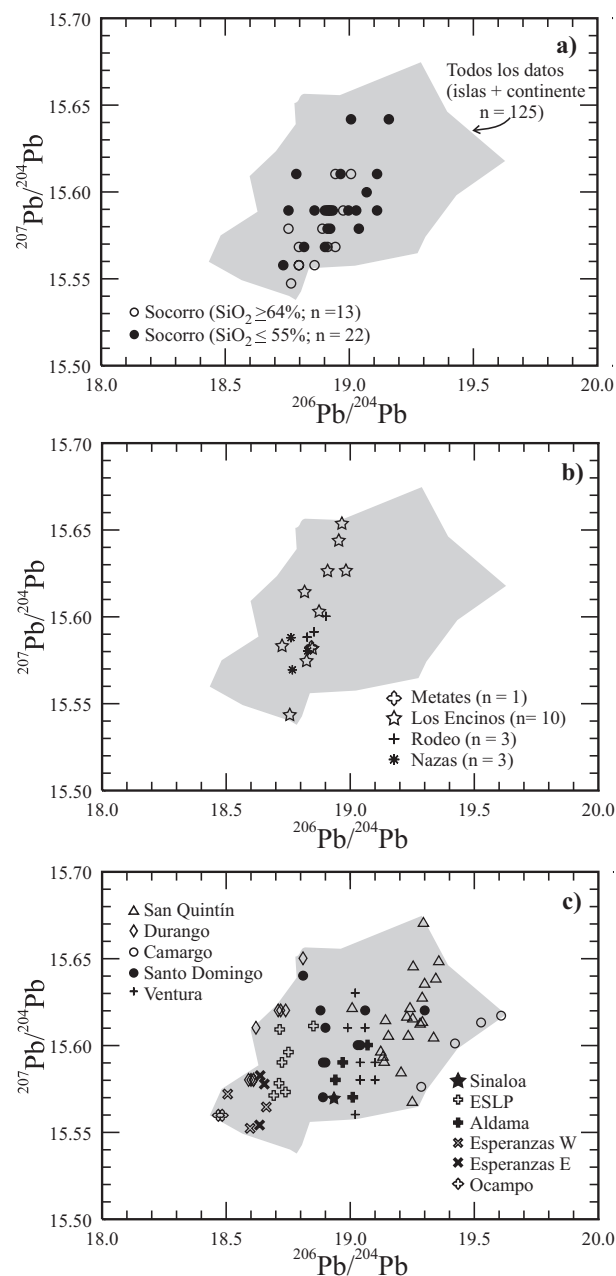 15.70
a)
Todos los datos
(islas + continente
n = 125)
15.65
15.60
15.55
15.50
207Pb/204Pb
○ Socorro (SiO2 ≥64%; n =13)
● Socorro (SiO2 ≤ 55%; n = 22)
18.0 18.5 19.0 19.5 20.0
206Pb/204Pb
15.70
b)
15.65
15.60
15.55
15.50
207Pb/204Pb
Metates (n = 1)
Los Encinos (n= 10)
Rodeo (n = 3)
Nazas (n = 3)
18.0 18.5 19.0 19.5 20.0
206Pb/204Pb
15.70
c)
San Quintín
Durango
Camargo
Santo Domingo
Ventura
15.65
15.60
15.55
15.50
207Pb/204Pb
Sinaloa
ESLP
Aldama
Esperanzas W
Esperanzas E
Ocampo
18.0 18.5 19.0 19.5 20.0
206Pb/204Pb